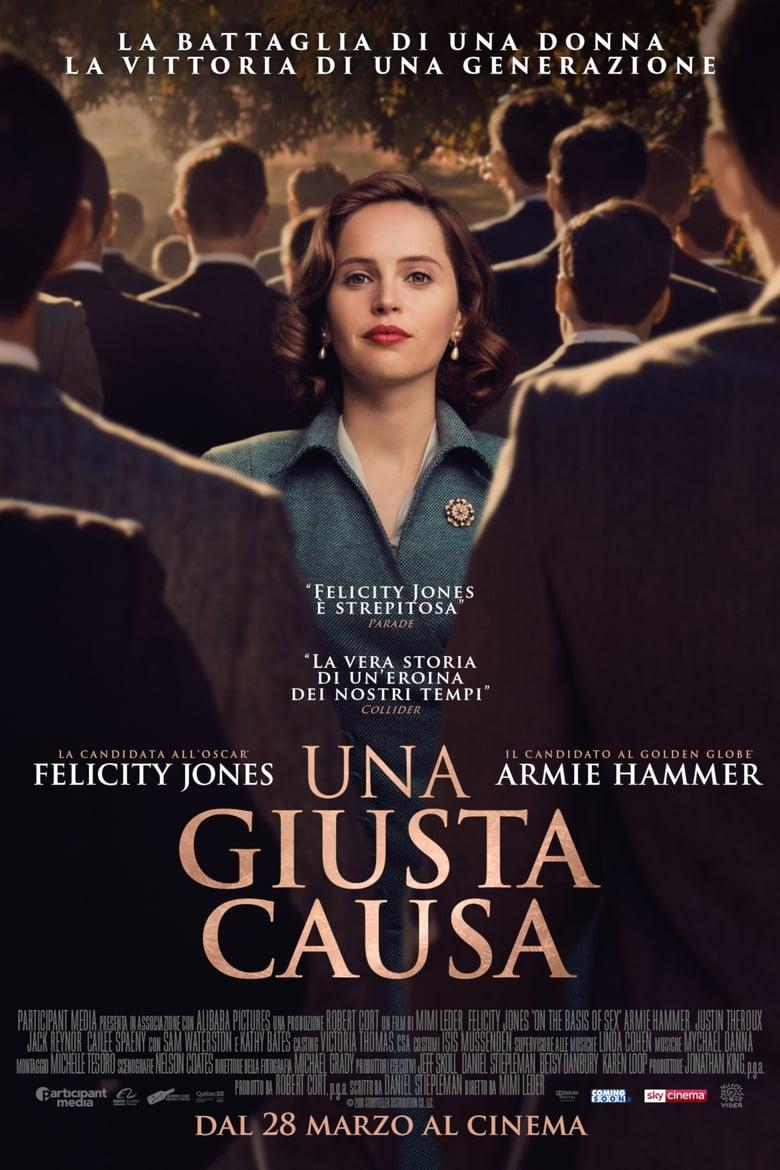 LA BATTAGLIA DI UNA DONNA
LA VITTORIA DI UNA GENERAZIONE
"FELICITY JONES
È STREPITOSA"
PARADE
"LA VERA STORIA
DI UN'EROINA
DEI NOSTRI TEMPI"
COLLIDER
LA CANDIDATA ALL'OSCAR®
FELICITY JONES
IL CANDIDATO AL GOLDEN GLOBE®
ARMIE HAMMER
UNA
GIUSTA
CAUSA
PARTICIPANT MEDIA PRESENTA IN ASSOCIAZIONE CON ALIBABA PICTURES UNA PRODUZIONE ROBERT CORT UN FILM DI MIMI LEDER FELICITY JONES "ON THE BASIS OF SEX" ARMIE HAMMER JUSTIN THEROUX
JACK REYNOR CAILEE SPAENY CON SAM WATERSTON E KATHY BATES CASTING VICTORIA THOMAS, CSA COSTUMI ISIS MUSSENDEN SUPERVISORE ALLE MUSICHE LINDA COHEN MUSICHE MYCHAEL DANNA
MONTAGGIO MICHELLE TESORO SCENOGRAFIE NELSON COATES DIRETTORE DELLA FOTOGRAFIA MICHAEL GRADY PRODUTTORI ESECUTIVI JEFF SKOLL DANIEL STIEPLEMAN BETSY DANBURY KAREN LOOP PRODUTTORE JONATHAN KING, p.g.a.
PRODOTTO DA ROBERT CORT, p.g.a. SCRITTO DA DANIEL STIEPLEMAN DIRETTO DA MIMI LEDER
Participant media
Québec
DOLBY DIGITAL
COMING SOON
sky cinema
VIDEA
DAL 28 MARZO AL CINEMA